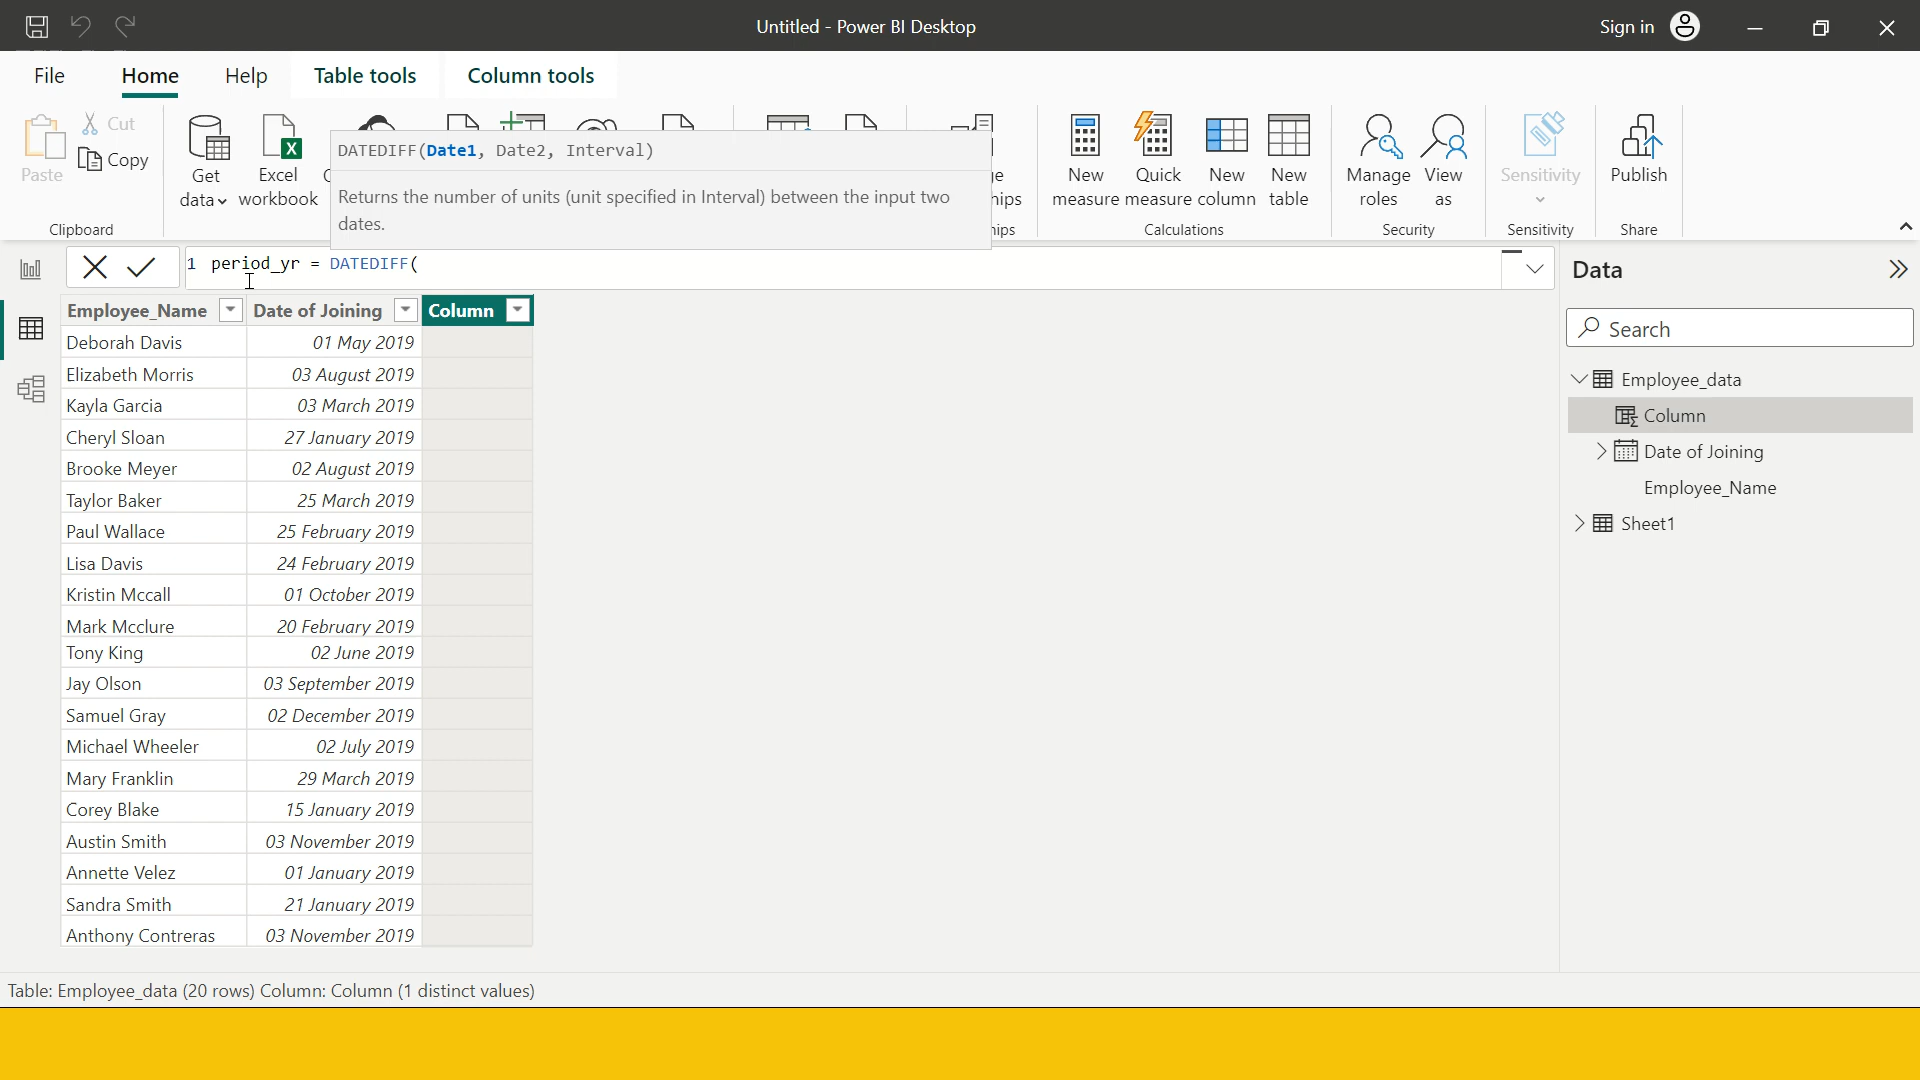 Untitled - Power BI Desktop
Sign in
File Home Help Table tools Column tools
Paste
Cut
Copy
Clipboard
Get data
Excel workbook
DATEDIFF(Date1, Date2, Interval)
Returns the number of units (unit specified in Interval) between the input two
dates.
New measure
Quick measure
New column
New table
Calculations
Manage roles
View as
Security
Sensitivity
Sensitivity
Publish
Share
1 period_yr = DATEDIFF(
Employee_Name Date of Joining Column
Deborah Davis 01 May 2019
Elizabeth Morris 03 August 2019
Kayla Garcia 03 March 2019
Cheryl Sloan 27 January 2019
Brooke Meyer 02 August 2019
Taylor Baker 25 March 2019
Paul Wallace 25 February 2019
Lisa Davis 24 February 2019
Kristin Mccall 01 October 2019
Mark Mcclure 20 February 2019
Tony King 02 June 2019
Jay Olson 03 September 2019
Samuel Gray 02 December 2019
Michael Wheeler 02 July 2019
Mary Franklin 29 March 2019
Corey Blake 15 January 2019
Austin Smith 03 November 2019
Annette Velez 01 January 2019
Sandra Smith 21 January 2019
Anthony Contreras 03 November 2019
Data
Search
Employee_data
Column
Date of Joining
Employee_Name
Sheet1
Table: Employee_data (20 rows) Column: Column (1 distinct values)